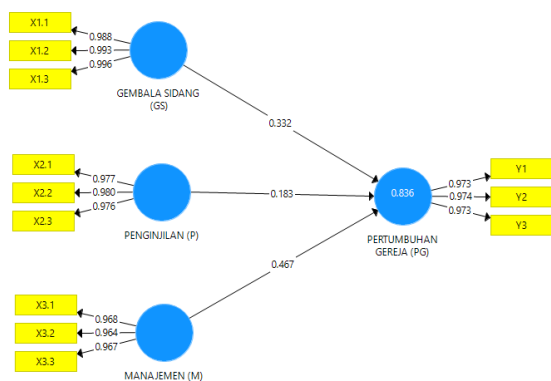 X1.1
0.988
X1.2
0.993
X1.3
0.996
GEMBALA SIDANG
(GS)
0.332
X2.1
0.977
X2.2
0.980
X2.3
0.976
PENGINJILAN (P)
0.183
0.836
PERTUMBUHAN
GEREJA (PG)
0.973
Y1
0.974
Y2
0.973
Y3
0.467
X3.1
0.968
X3.2
0.964
X3.3
0.967
MANAJEMEN (M)